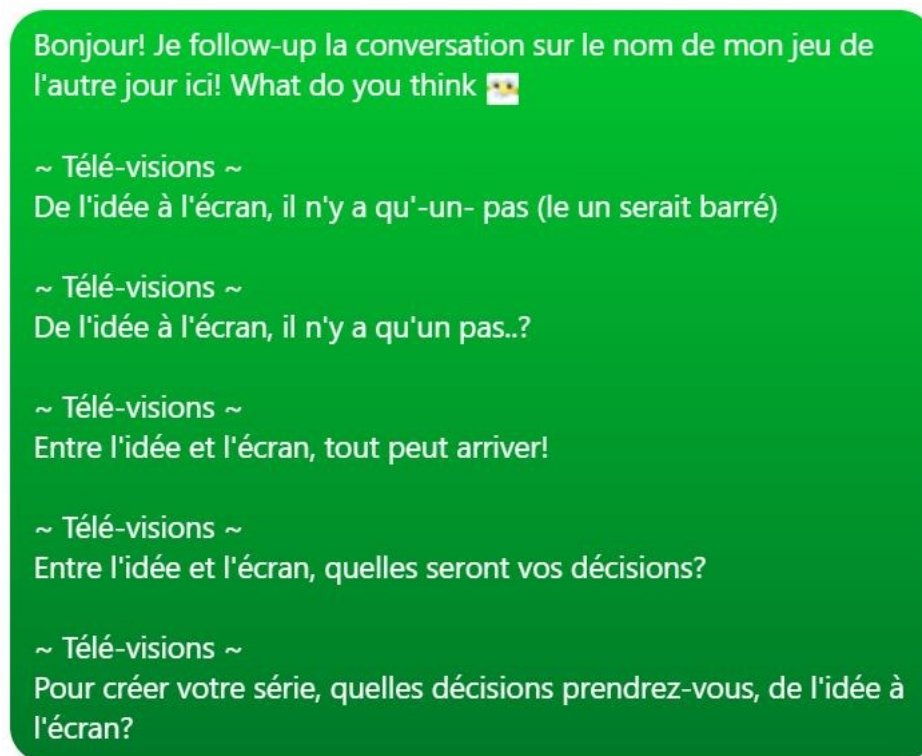 Bonjour! Je follow-up la conversation sur le nom de mon jeu de
l'autre jour ici! What do you think
~ Télé-visions ~
De l'idée à l'écran, il n'y a qu'-un- pas (le un serait barré)
~ Télé-visions ~
De l'idée à l'écran, il n'y a qu'un pas..?
~ Télé-visions ~
Entre l'idée et l'écran, tout peut arriver!
~ Télé-visions ~
Entre l'idée et l'écran, quelles seront vos décisions?
~ Télé-visions ~
Pour créer votre série, quelles décisions prendrez-vous, de l'idée à
l'écran?